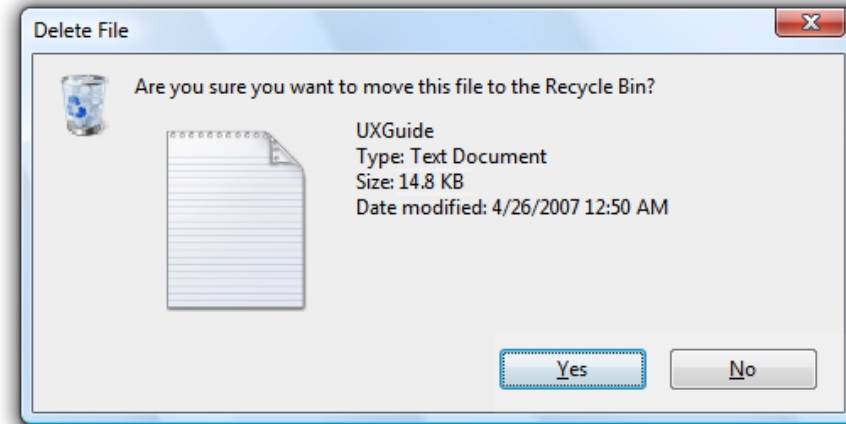 Delete File
Are you sure you want to move this file to the Recycle Bin?
UXGuide
Type: Text Document
Size: 14.8 KB
Date modified: 4/26/2007 12:50 AM
Yes
No